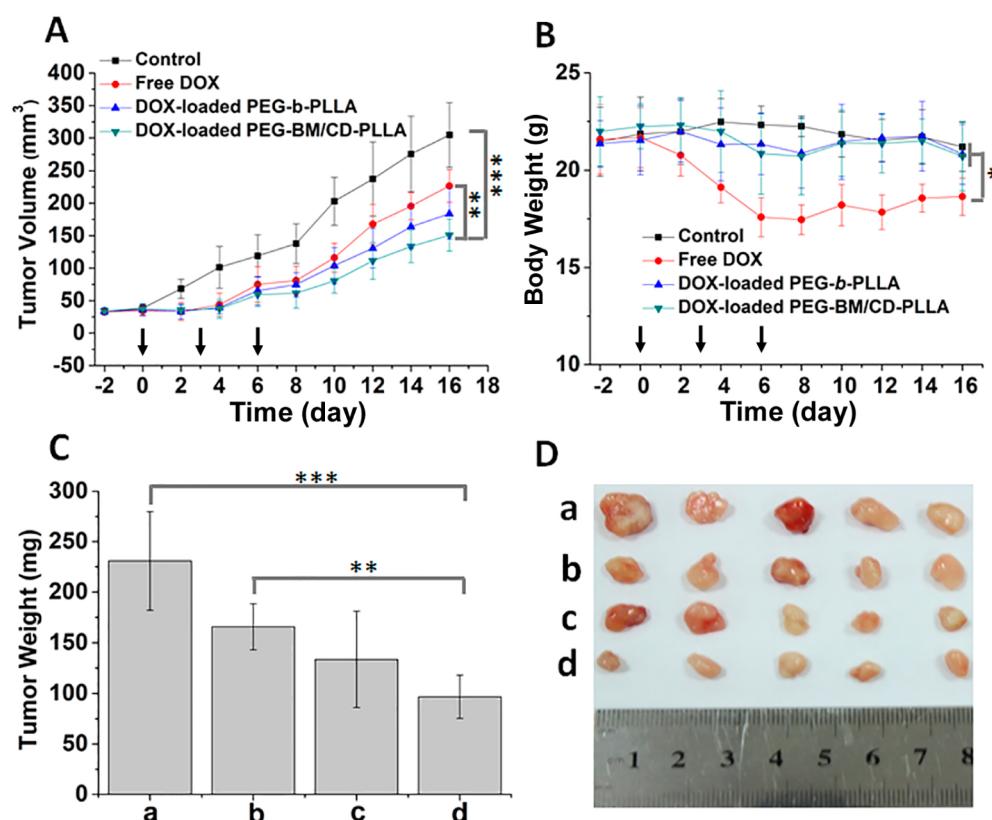 A
Control
Free DOX
DOX-loaded PEG-b-PLLA
DOX-loaded PEG-BM/CD-PLLA
Tumor Volume (mm³)
400
350
300
250
200
150
100
50
0
-50
***
**
-2 0 2 4 6 8 10 12 14 16 18
Time (day)
B
Body Weight (g)
25
20
15
10
*
Control
Free DOX
DOX-loaded PEG-b-PLLA
DOX-loaded PEG-BM/CD-PLLA
-2 0 2 4 6 8 10 12 14 16
Time (day)
C
Tumor Weight (mg)
300
250
200
150
100
50
0
***
**
a b c d
D
a
b
c
d
1 2 3 4 5 6 7 8